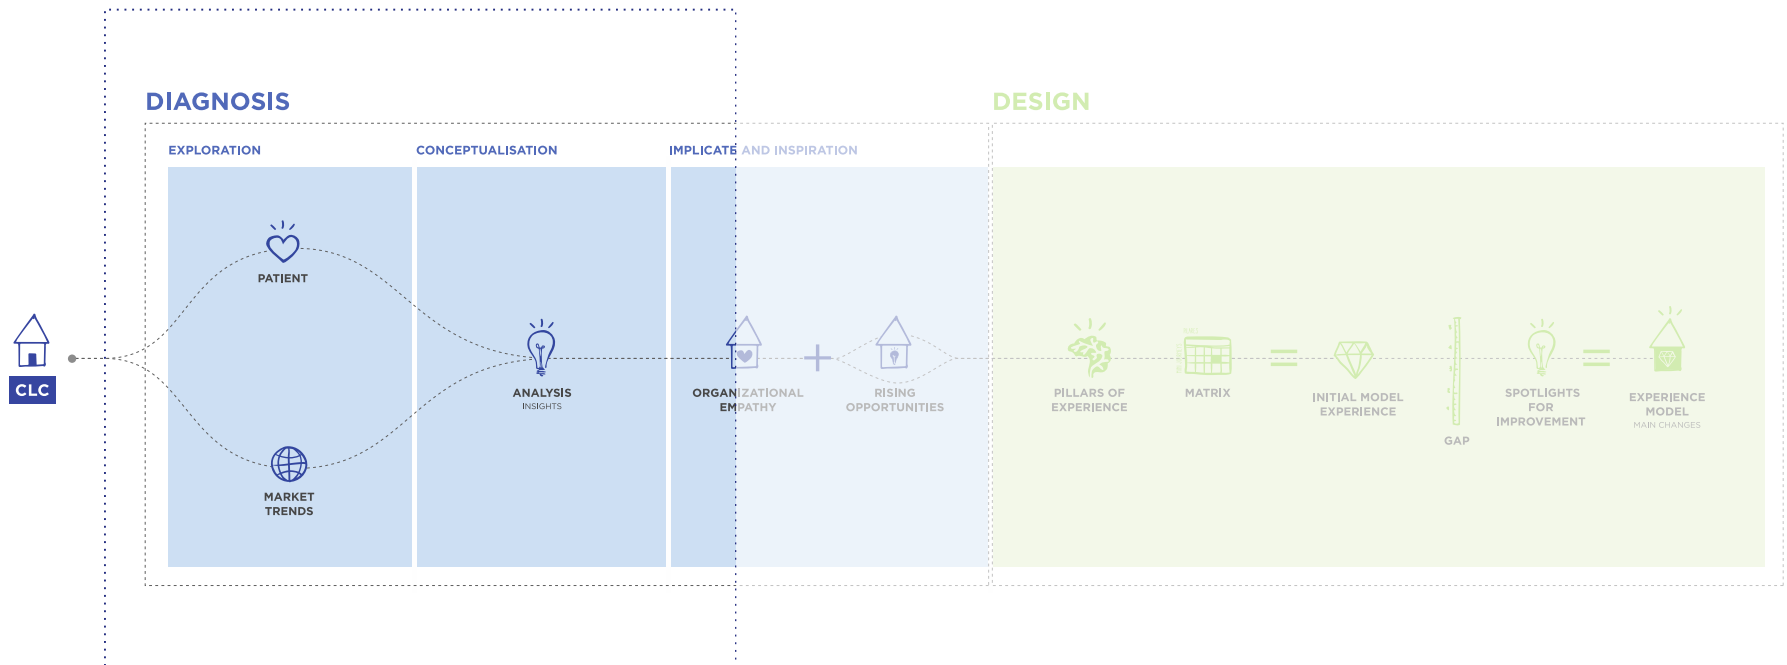 DIAGNOSIS
DESIGN
EXPLORATION
CONCEPTUALISATION
IMPLICATE AND INSPIRATION
PATIENT
CLC
MARKET
TRENDS
ANALYSIS
INSIGHTS
ORGANIZATIONAL
EMPATHY
RISING
OPPORTUNITIES
PILLARS OF
EXPERIENCE
MATRIX
INITIAL MODEL
EXPERIENCE
GAP
SPOTLIGHTS
FOR
IMPROVEMENT
EXPERIENCE
MODEL
MAIN CHANGES